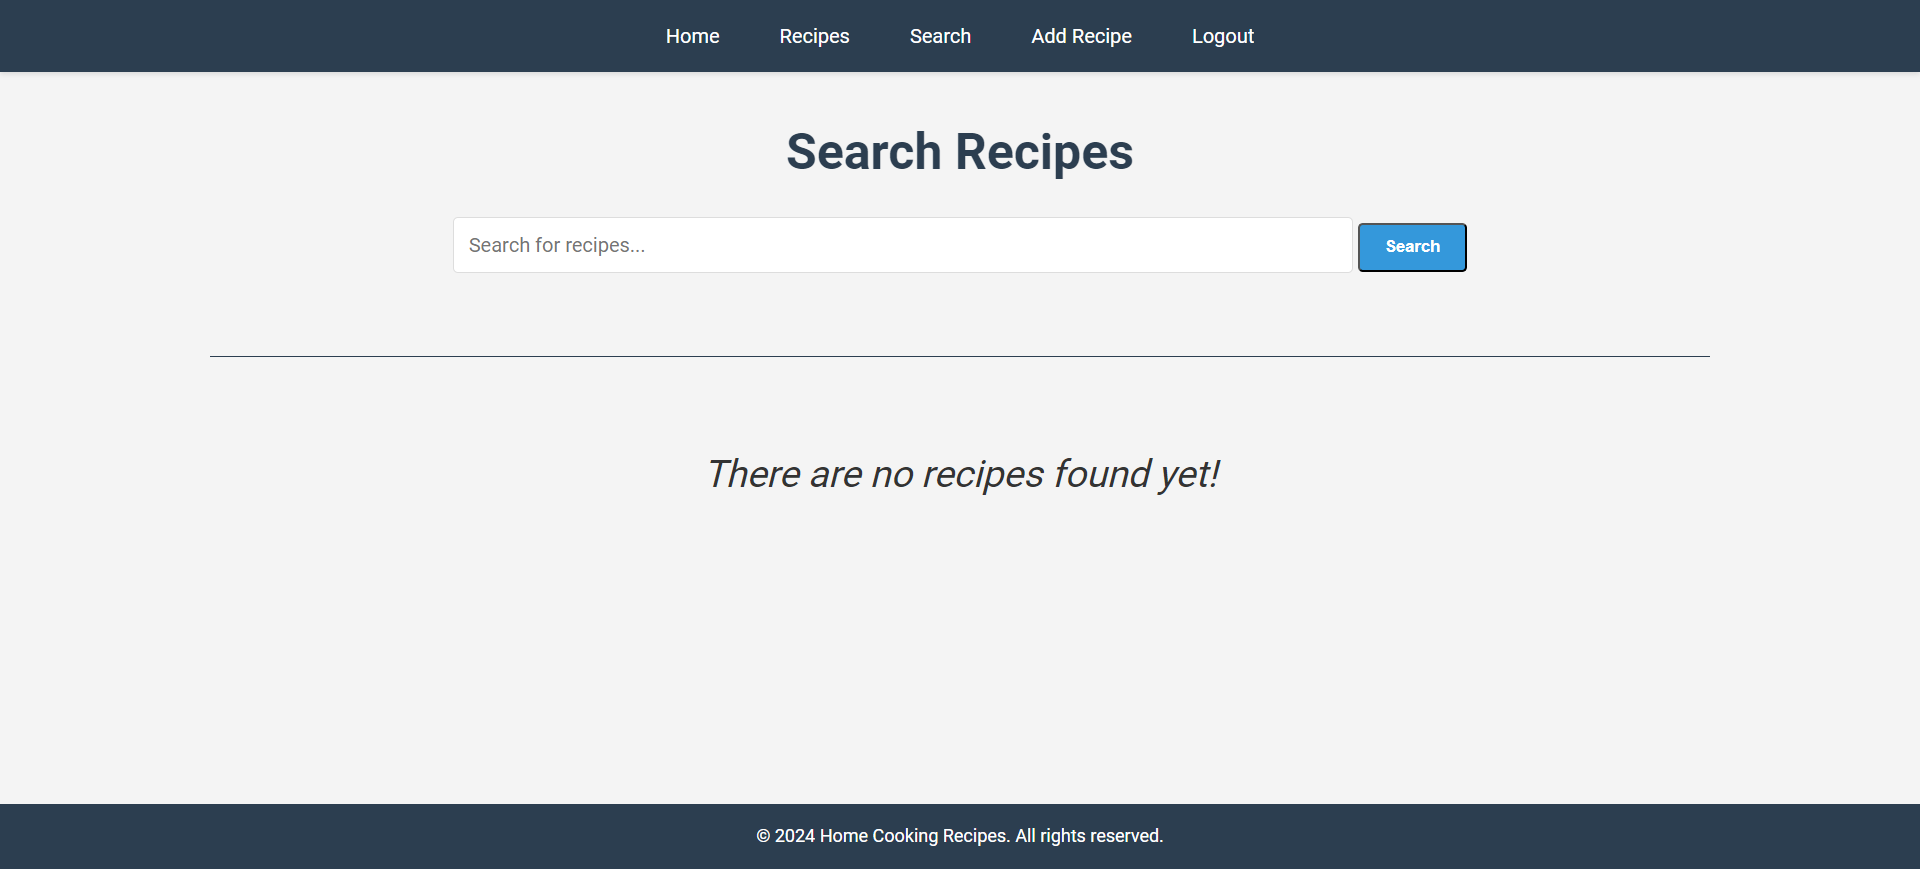 Home Recipes Search Add Recipe Logout
Search Recipes
Search for recipes... Search
There are no recipes found yet!
© 2024 Home Cooking Recipes. All rights reserved.